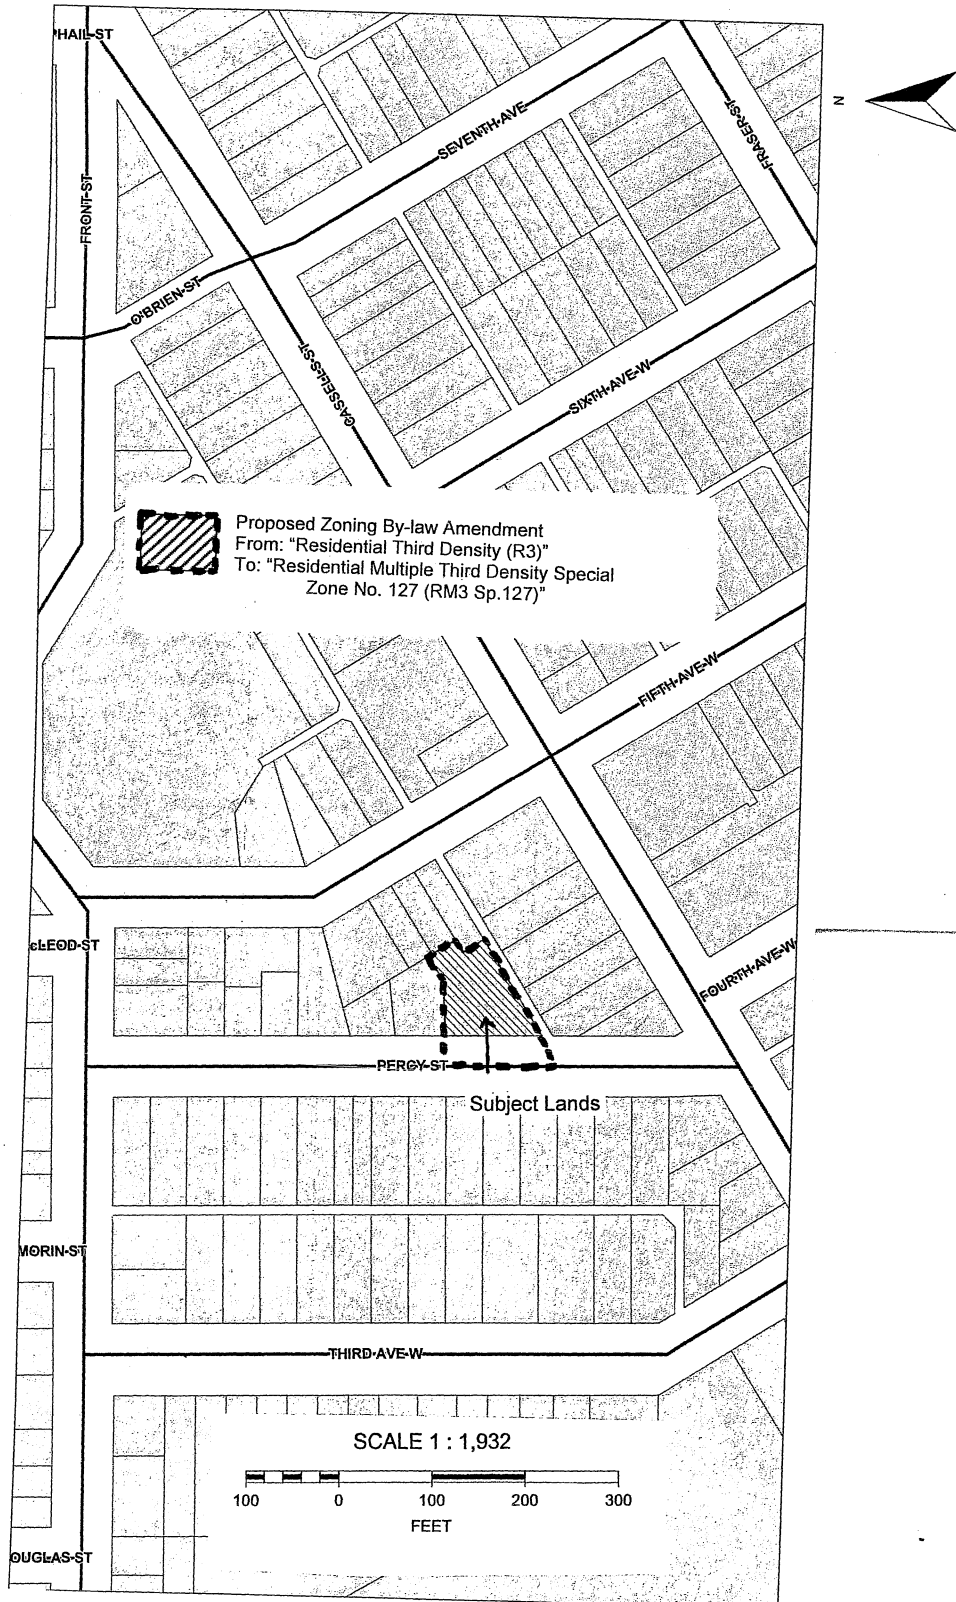 PHAIL-ST
N
SEVENTH-AVE
FRASER-ST
FRONT-ST
O'BRIEN-ST
CASSELLS-ST
SIXTH-AVE-W
Proposed Zoning By-law Amendment
From: "Residential Third Density (R3)"
To: "Residential Multiple Third Density Special
Zone No. 127 (RM3 Sp.127)"
FIFTH-AVE-W
cLEOD-ST
FOURTH-AVE-W
PERCY-ST
Subject Lands
MORIN-ST
THIRD-AVE-W
SCALE 1 : 1,932
100 0 100 200 300
FEET
OUGLAS-ST